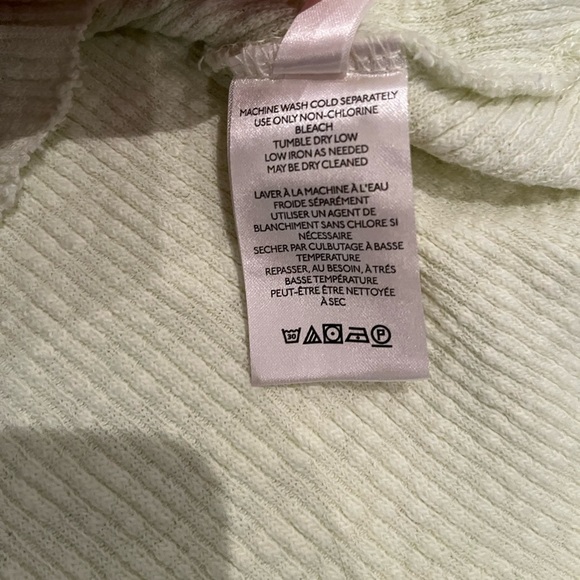 MACHINE WASH COLD SEPARATELY
USE ONLY NON-CHLORINE
BLEACH
TUMBLE DRY LOW
LOW IRON AS NEEDED
MAY BE DRY CLEANED
LAVER À LA MACHINE À L'EAU
FROIDE SÉPARÉMENT
UTILISER UN AGENT DE
BLANCHIMENT SANS CHLORE SI
NÉCESSAIRE
SECHER PAR CULBUTAGE À BASSE
TEMPERATURE
REPASSER, AU BESOIN, À TRÉS
BASSE TEMPÉRATURE
PEUT-ÊTRE ÊTRE NETTOYÉE
À SEC
30 P